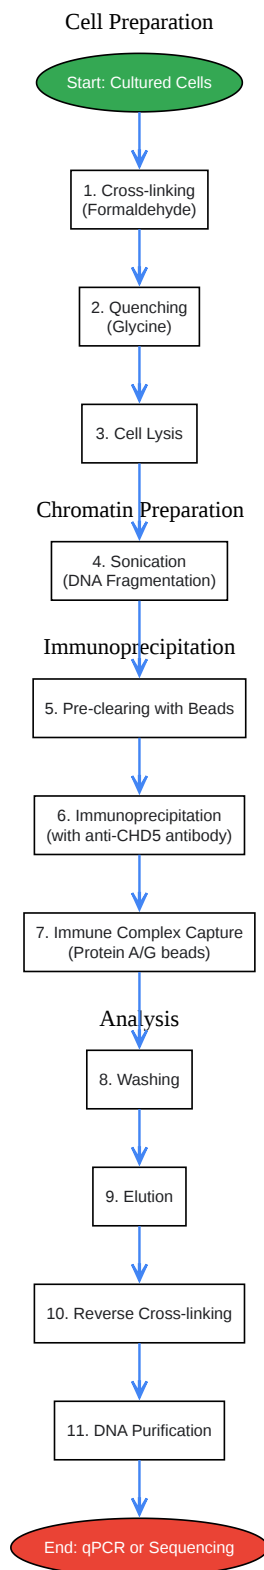 Cell Preparation
Start: Cultured Cells
1. Cross-linking
(Formaldehyde)
2. Quenching
(Glycine)
3. Cell Lysis
Chromatin Preparation
4. Sonication
(DNA Fragmentation)
Immunoprecipitation
5. Pre-clearing with Beads
6. Immunoprecipitation
(with anti-CHD5 antibody)
7. Immune Complex Capture
(Protein A/G beads)
Analysis
8. Washing
9. Elution
10. Reverse Cross-linking
11. DNA Purification
End: qPCR or Sequencing